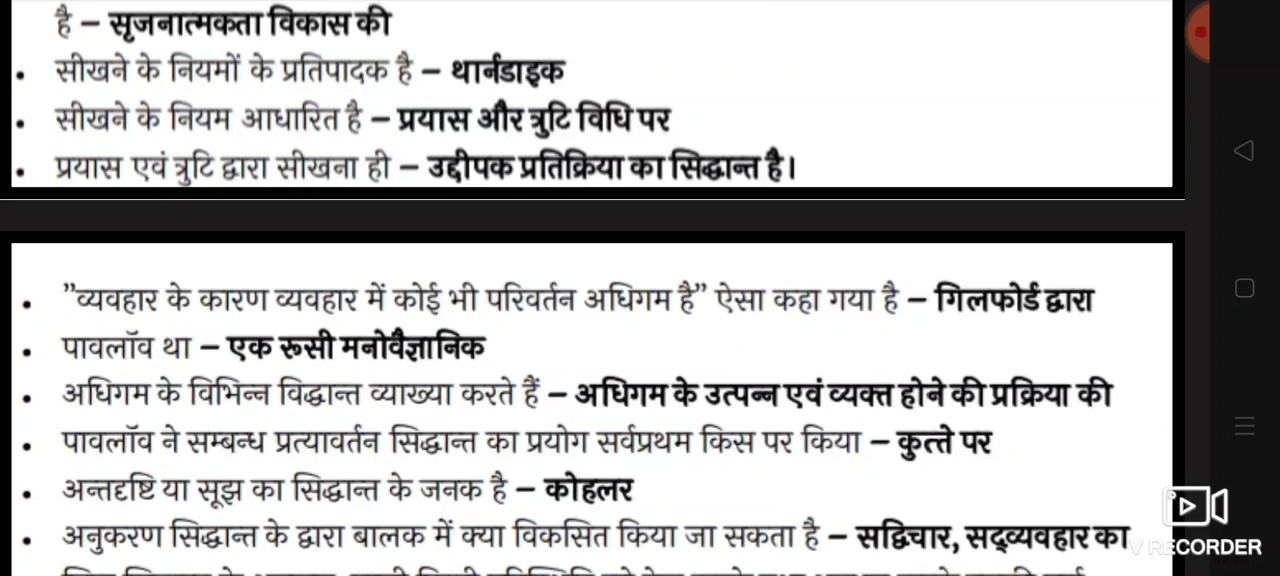 है – सृजनात्मकता विकास की
• सीखने के नियमों के प्रतिपादक है – थार्नडाइक
• सीखने के नियम आधारित है – प्रयास और त्रुटि विधि पर
• प्रयास एवं त्रुटि द्वारा सीखना ही – उद्दीपक प्रतिक्रिया का सिद्धान्त है।
• ”व्यवहार के कारण व्यवहार में कोई भी परिवर्तन अधिगम है” ऐसा कहा गया है – गिलफोर्ड द्वारा
• पावलॉव था – एक रूसी मनोवैज्ञानिक
• अधिगम के विभिन्न विद्धान्त व्याख्या करते हैं – अधिगम के उत्पन्न एवं व्यक्त होने की प्रक्रिया की
• पावलॉव ने सम्बन्ध प्रत्यावर्तन सिद्धान्त का प्रयोग सर्वप्रथम किस पर किया – कुत्ते पर
• अन्तदृष्टि या सूझ का सिद्धान्त के जनक है – कोहलर
• अनुकरण सिद्धान्त के द्वारा बालक में क्या विकसित किया जा सकता है – सद्विचार, सद्व्यवहार का
V RECORDER